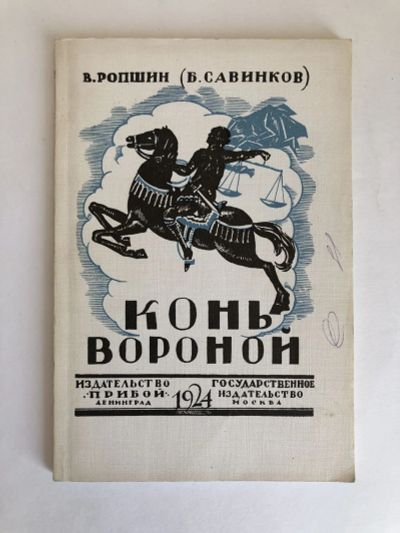 В. РОПШИН (Б. САВИНКОВ)
КОНЬ
ВОРОНОЙ
ИЗДАТЕЛЬСТВО
·ПРИБОЙ·
ЛЕНИНГРАД
1924
ГОСУДАРСТВЕННОЕ
ИЗДАТЕЛЬСТВО
МОСКВА